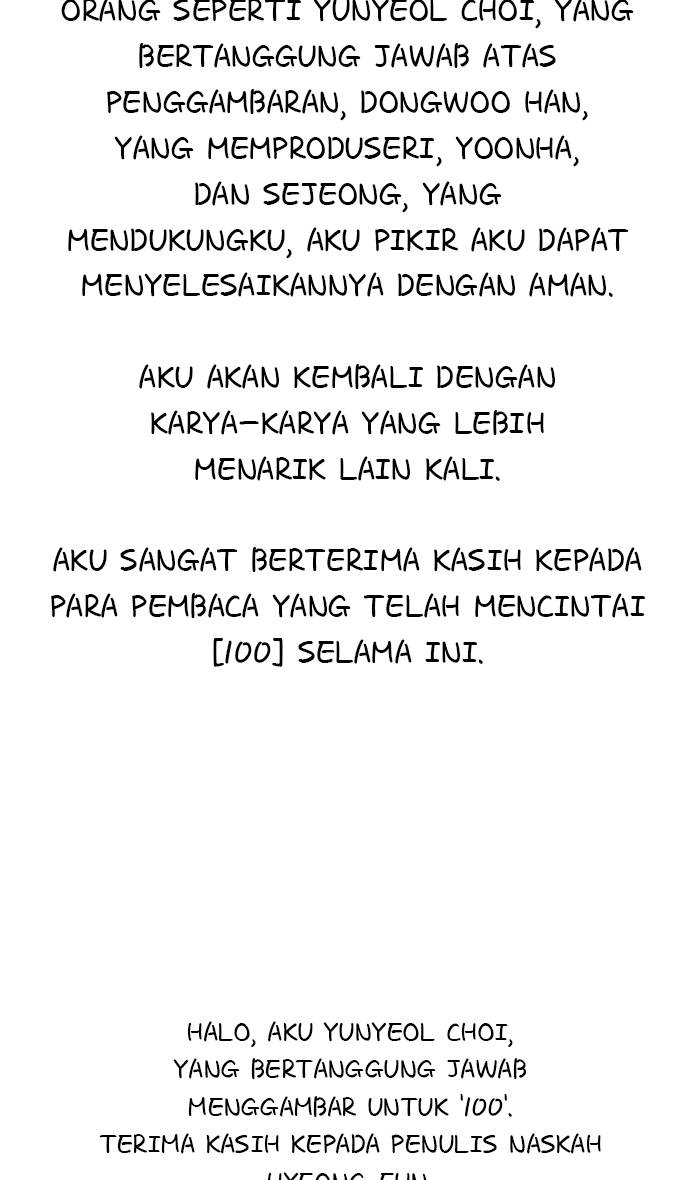 ORANG SEPERTI YUNYEOL CHOI, YANG
BERTANGGUNG JAWAB ATAS
PENGGAMBARAN, DONGWOO HAN,
YANG MEMPRODUSERI, YOONHA,
DAN SEJEONG, YANG
MENDUKUNGKU, AKU PIKIR AKU DAPAT
MENYELESAIKANNYA DENGAN AMAN.
AKU AKAN KEMBALI DENGAN
KARYA-KARYA YANG LEBIH
MENARIK LAIN KALI.
AKU SANGAT BERTERIMA KASIH KEPADA
PARA PEMBACA YANG TELAH MENCINTAI
[100] SELAMA INI.
HALO, AKU YUNYEOL CHOI,
YANG BERTANGGUNG JAWAB
MENGGAMBAR UNTUK '100'.
TERIMA KASIH KEPADA PENULIS NASKAH